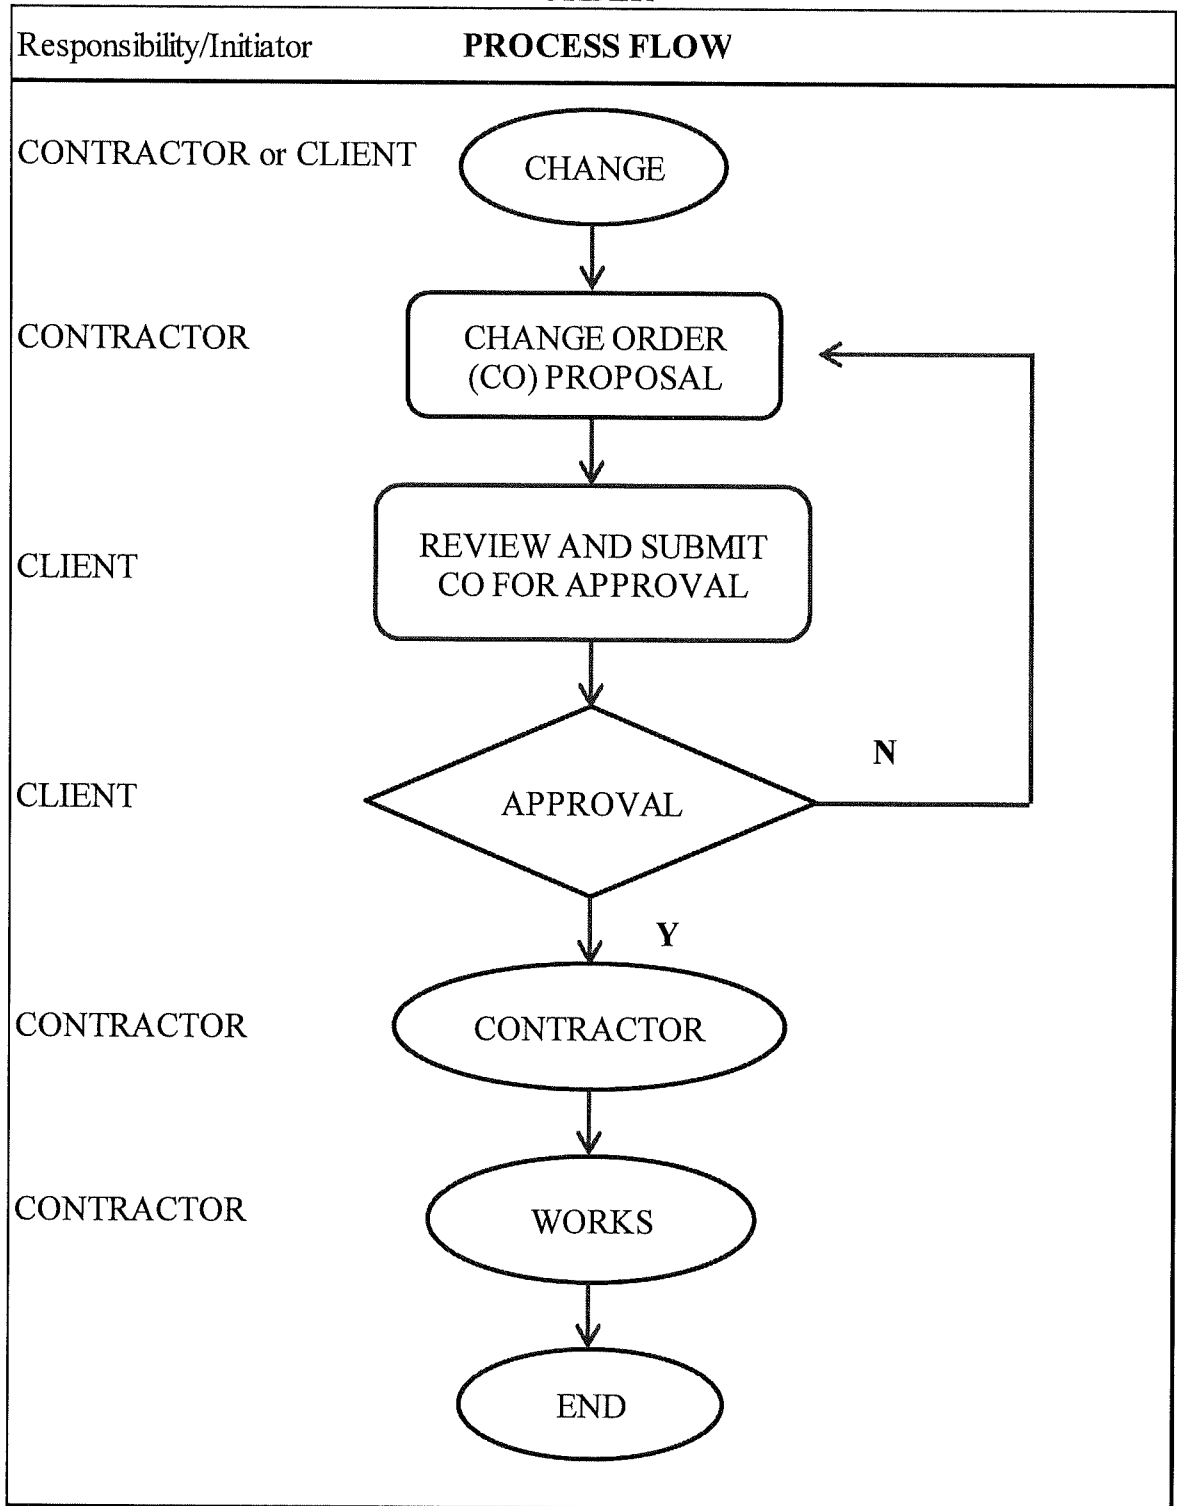 Responsibility/Initiator PROCESS FLOW
CONTRACTOR or CLIENT
CHANGE
CONTRACTOR
CHANGE ORDER
(CO) PROPOSAL
CLIENT
REVIEW AND SUBMIT
CO FOR APPROVAL
CLIENT
APPROVAL
N
Y
CONTRACTOR
CONTRACTOR
CONTRACTOR
WORKS
END